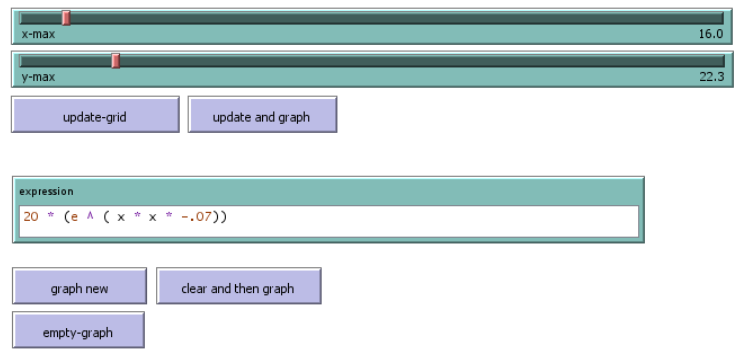 x-max 16.0
y-max 22.3
update-grid update and graph
expression
20 * (e ^ ( x * x * -.07))
graph new clear and then graph
empty-graph